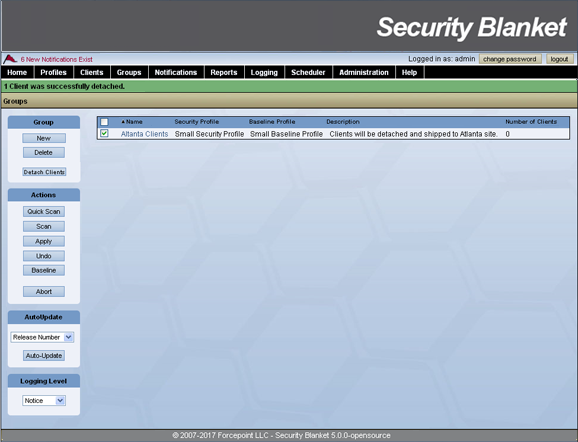 Security Blanket
6 New Notifications Exist
Logged in as: admin change password logout
Home Profiles Clients Groups Notifications Reports Logging Scheduler Administration Help
1 Client was successfully detached.
Groups
Group
New
Delete
Detach Clients
Name Security Profile Baseline Profile Description Number of Clients
Altanta Clients Small Security Profile Small Baseline Profile Clients will be detached and shipped to Atlanta site. 0
Actions
Quick Scan
Scan
Apply
Undo
Baseline
Abort
AutoUpdate
Release Number
Auto-Update
Logging Level
Notice
© 2007-2017 Forcepoint LLC - Security Blanket 5.0.0-opensource